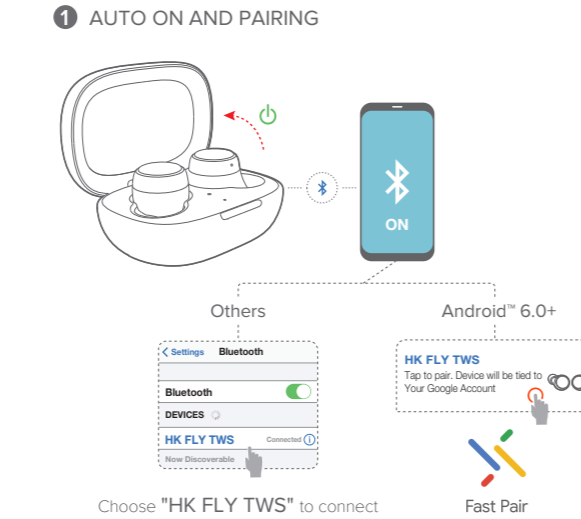 1 AUTO ON AND PAIRING
ON
Others
Android™ 6.0+
Settings Bluetooth
Bluetooth
DEVICES
HK FLY TWS Connected
Now Discoverable
HK FLY TWS
Tap to pair. Device will be tied to
Your Google Account
Choose "HK FLY TWS" to connect
Fast Pair